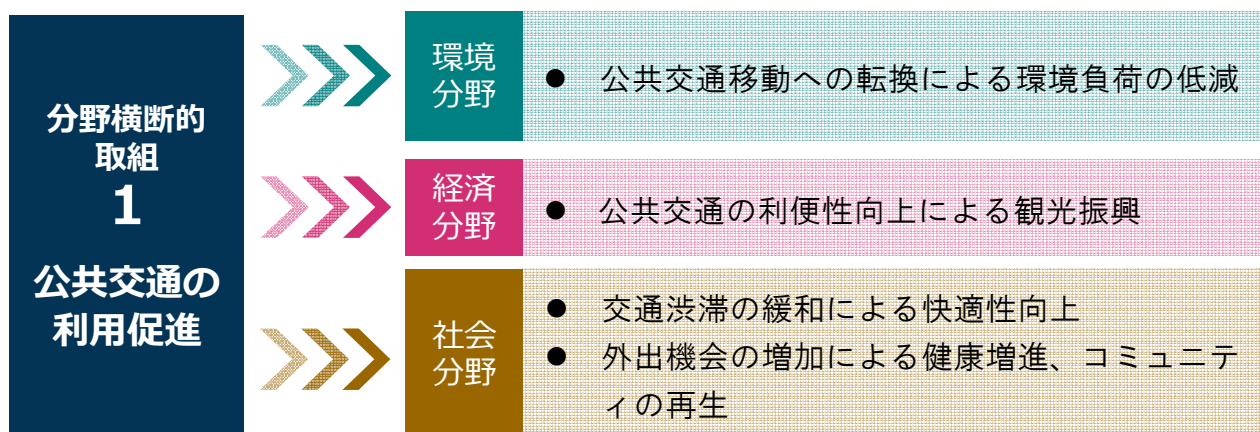 分野横断的
取組
1
公共交通の
利用促進
環境
分野
● 公共交通移動への転換による環境負荷の低減
経済
分野
● 公共交通の利便性向上による観光振興
社会
分野
● 交通渋滞の緩和による快適性向上
● 外出機会の増加による健康増進、コミュニテ
ィの再生